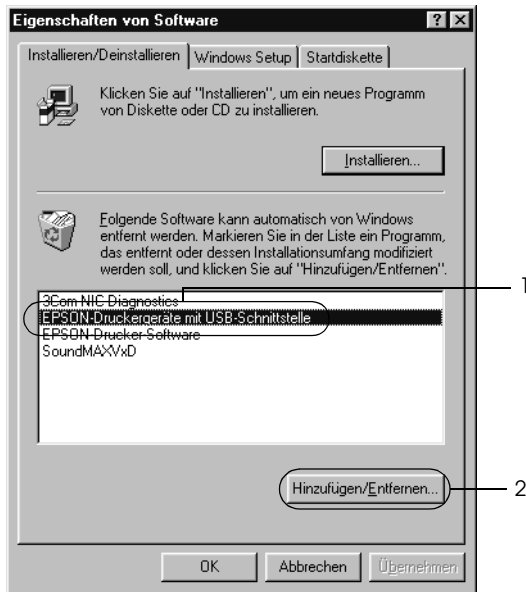 Eigenschaften von Software
Installieren/Deinstallieren Windows Setup Startdiskette
Klicken Sie auf "Installieren", um ein neues Programm
von Diskette oder CD zu installieren.
Installieren...
Folgende Software kann automatisch von Windows
entfernt werden. Markieren Sie in der Liste ein Programm,
das entfernt oder dessen Installationsumfang modifiziert
werden soll, und klicken Sie auf "Hinzufügen/Entfernen".
1
3Com NIC Diagnostics
EPSON-Druckergeräte mit USB-Schnittstelle
EPSON-Drucker-Software
SoundMAXVxD
Hinzufügen/Entfernen...
2
OK Abbrechen Übernehmen